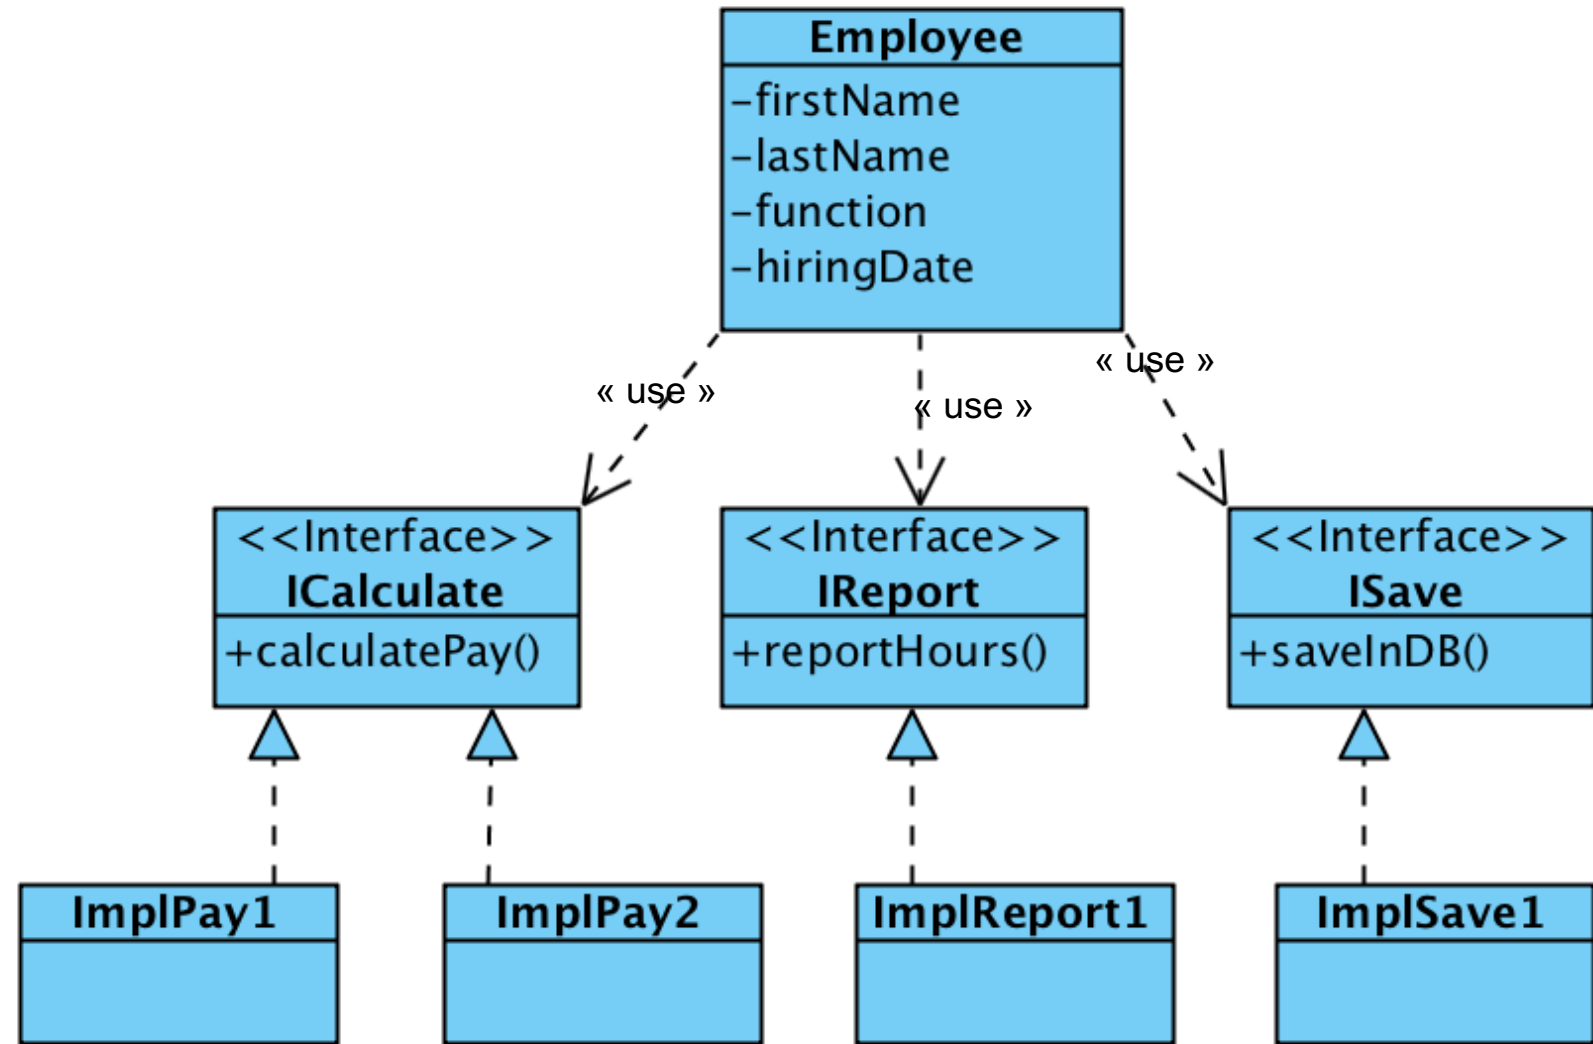 Employee
-firstName
-lastName
-function
-hiringDate
« use »
« use »
« use »
<<Interface>>
ICalculate
+calculatePay()
<<Interface>>
IReport
+reportHours()
<<Interface>>
ISave
+saveInDB()
ImplPay1
ImplPay2
ImplReport1
ImplSave1